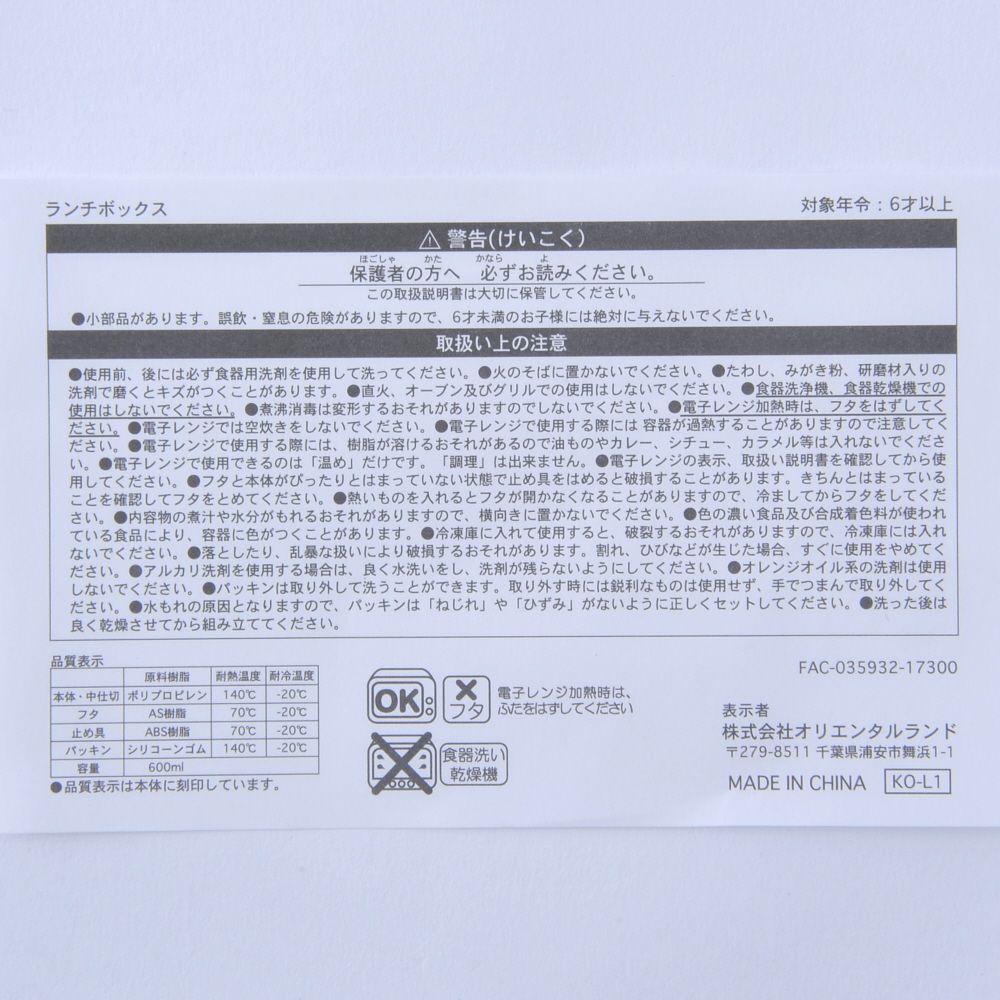 ランチボックス
対象年令：6才以上
⚠ 警告(けいこく)
ほごしゃ かた かなら よ
保護者の方へ 必ずお読みください。
この取扱説明書は大切に保管してください。
●小部品があります。誤飲・窒息の危険がありますので、6才未満のお子様には絶対に与えないでください。
取扱い上の注意
●使用前、後には必ず食器用洗剤を使用して洗ってください。●火のそばに置かないでください。●たわし、みがき粉、研磨材入りの
洗剤で磨くとキズがつくことがあります。●直火、オーブン及びグリルでの使用はしないでください。●食器洗浄機、食器乾燥機での
使用はしないでください。●煮沸消毒は変形するおそれがありますのでしないでください。●電子レンジ加熱時は、フタをはずしてく
ださい。●電子レンジでは空炊きをしないでください。●電子レンジで使用する際には 容器が過熱することがありますので注意してく
ださい。●電子レンジで使用する際には、樹脂が溶けるおそれがあるので油ものやカレー、シチュー、カラメル等は入れないでくださ
い。●電子レンジで使用できるのは「温め」だけです。「調理」は出来ません。●電子レンジの表示、取扱い説明書を確認してから使
用してください。●フタと本体がぴったりとはまっていない状態で止め具をはめると破損することがあります。きちんとはまっている
ことを確認してフタをとめてください。●熱いものを入れるとフタが開かなくなることがありますので、冷ましてからフタをしてくだ
さい。●内容物の煮汁や水分がもれるおそれがありますので、横向きに置かないでください。●色の濃い食品及び合成着色料が使われ
ている食品により、容器に色がつくことがあります。●冷凍庫に入れて使用すると、破裂するおそれがありますので、冷凍庫には入れ
ないでください。●落としたり、乱暴な扱いにより破損するおそれがあります。割れ、ひびなどが生じた場合、すぐに使用をやめてく
ださい。●アルカリ洗剤を使用する場合は、良く水洗いをし、洗剤が残らないようにしてください。●オレンジオイル系の洗剤は使用
しないでください。●パッキンは取り外して洗うことができます。取り外す時には鋭利なものは使用せず、手でつまんで取り外してく
ださい。●水もれの原因となりますので、パッキンは「ねじれ」や「ひずみ」がないように正しくセットしてください。●洗った後は
良く乾燥させてから組み立ててください。
品質表示
原料樹脂 耐熱温度 耐冷温度
本体・中仕切 ポリプロピレン 140℃ -20℃
フタ AS樹脂 70℃ -20℃
止め具 ABS樹脂 70℃ -20℃
パッキン シリコーンゴム 140℃ -20℃
容量 600ml
●品質表示は本体に刻印しています。
OK
フタ
電子レンジ加熱時は、
ふたをはずしてください
食器洗い
乾燥機
FAC-035932-17300
表示者
株式会社オリエンタルランド
〒279-8511 千葉県浦安市舞浜1-1
MADE IN CHINA KO-L1